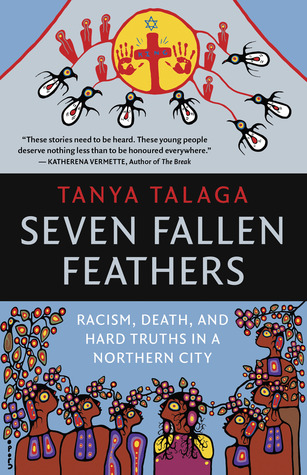 “These stories need to be heard. These young people
deserve nothing less than to be honoured everywhere.”
— KATHERENA VERMETTE, Author of The Break
TANYA TALAGA
SEVEN FALLEN
FEATHERS
RACISM, DEATH, AND
HARD TRUTHS IN A
NORTHERN CITY